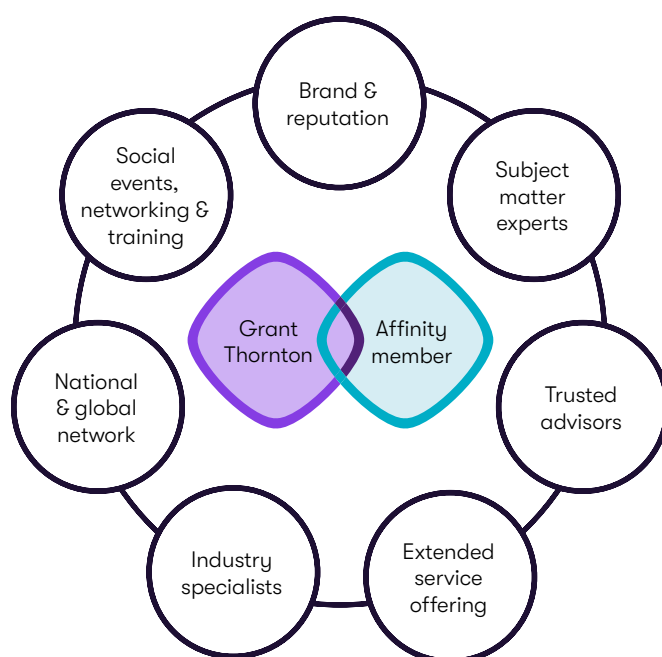 Brand &
reputation
Subject
matter
experts
Trusted
advisors
Extended
service
offering
Industry
specialists
National
& global
network
Social
events,
networking &
training
Grant
Thornton
Affinity
member